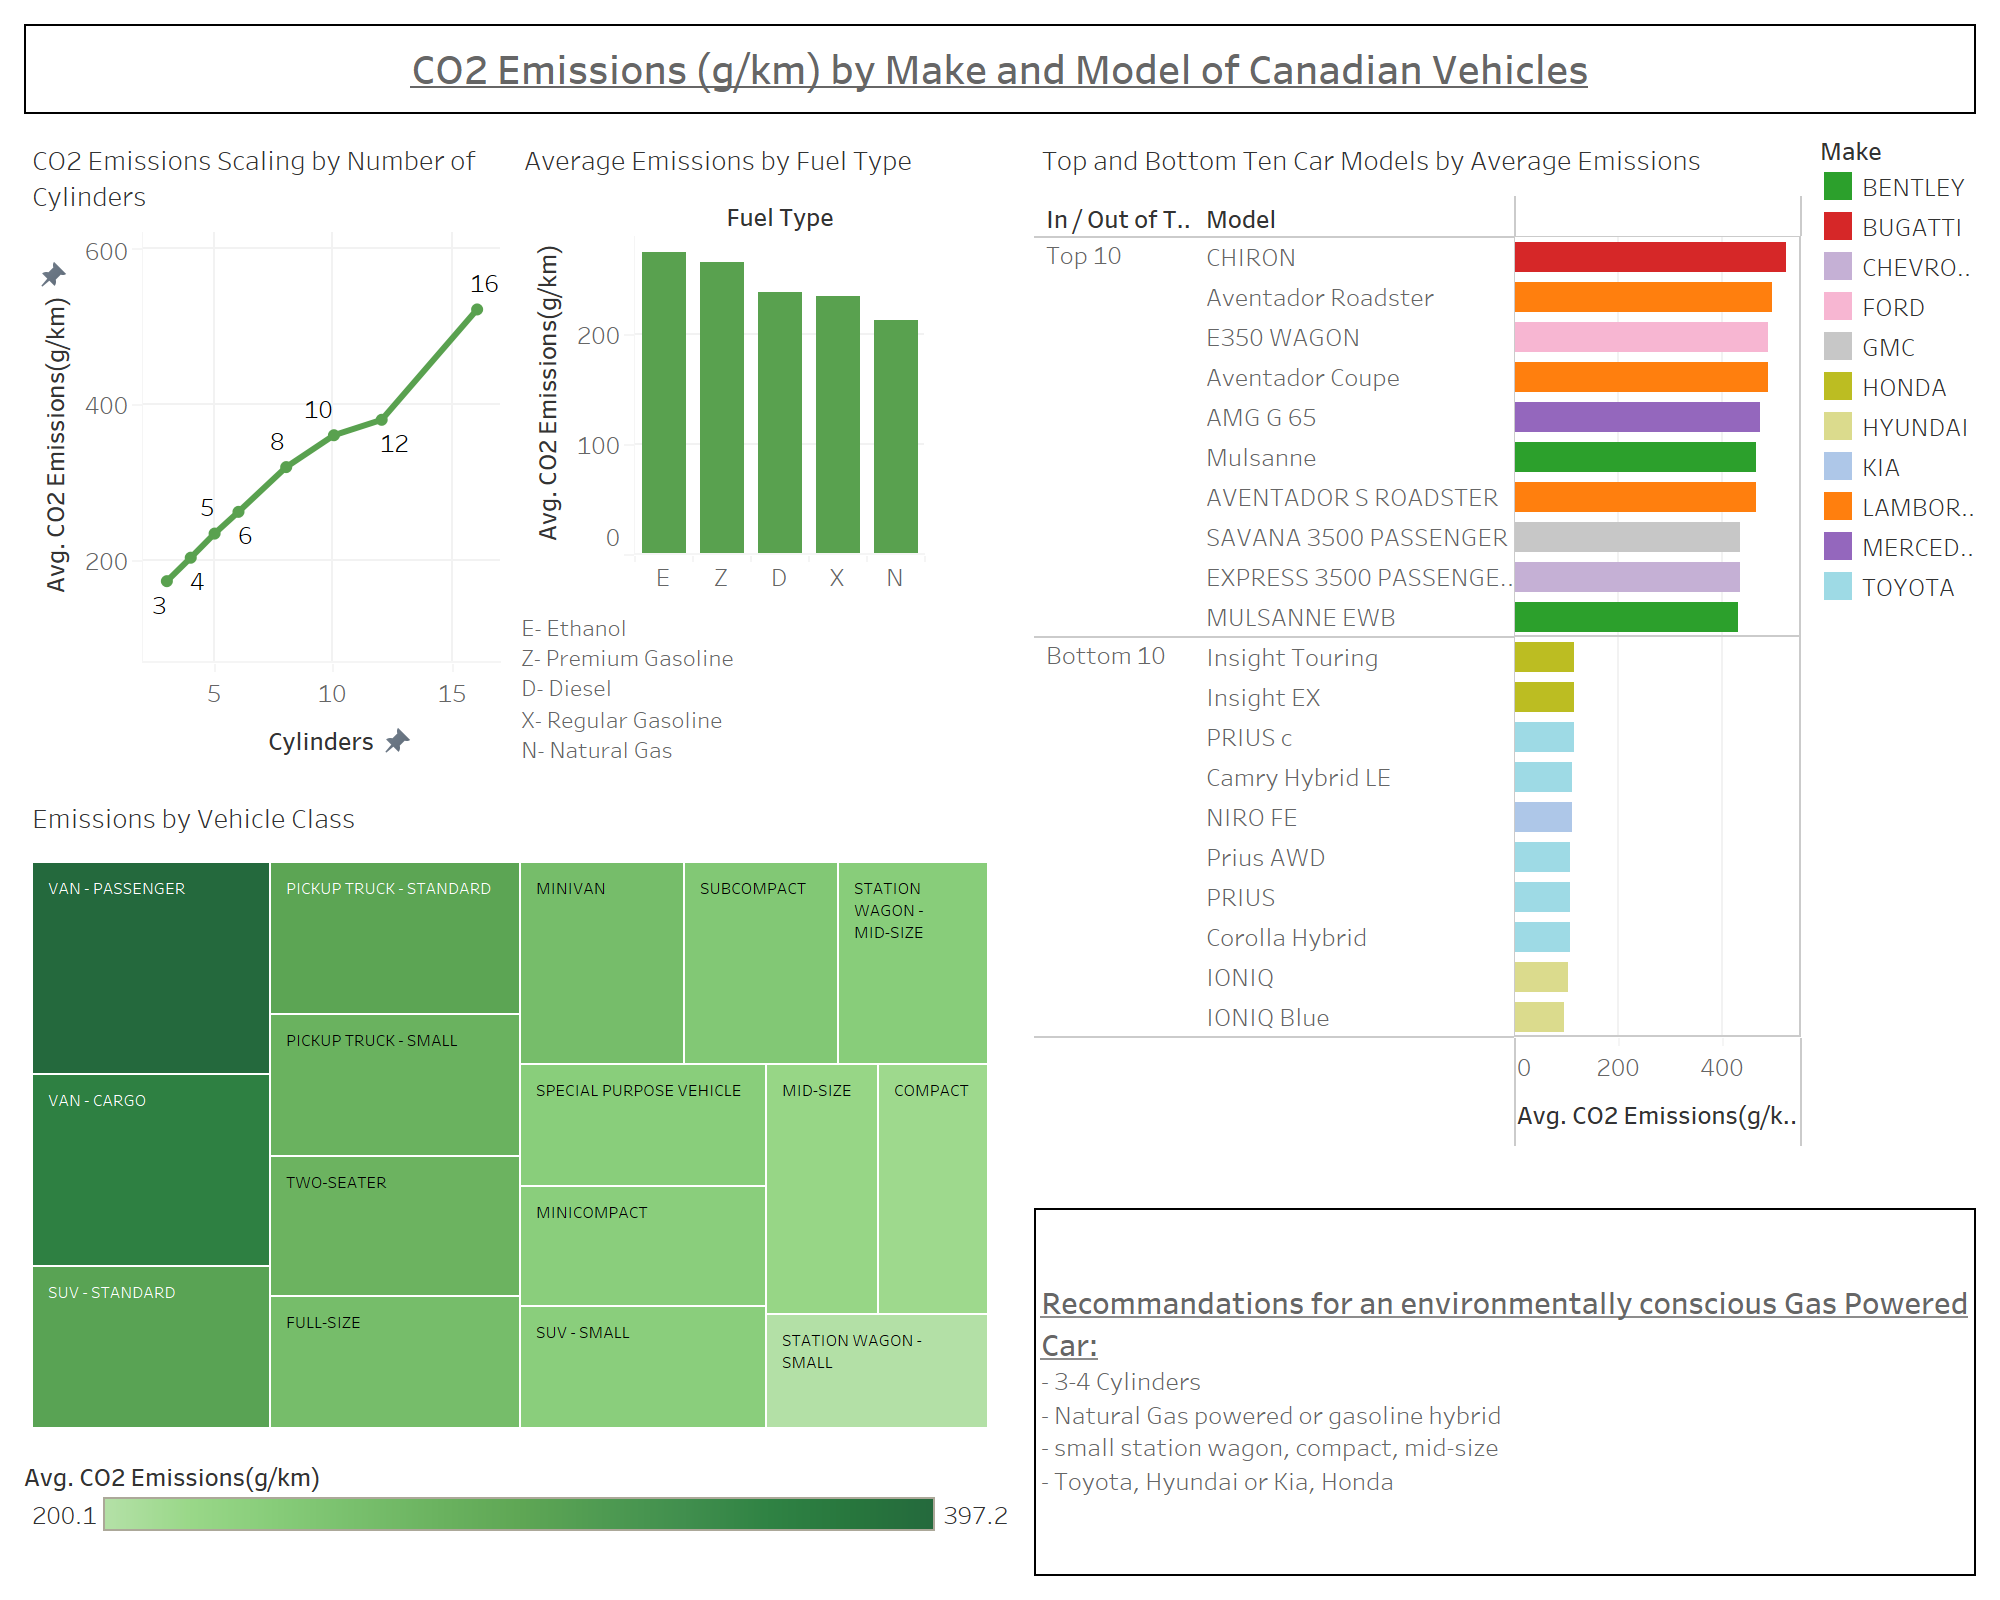 CO2 Emissions (g/km) by Make and Model of Canadian Vehicles
CO2 Emissions Scaling by Number of
Cylinders
600
400
200
Avg. CO2 Emissions(g/km)
3
4
5
6
8
10
12
16
5
10
15
Cylinders
Average Emissions by Fuel Type
Fuel Type
Avg. CO2 Emissions(g/km)
200
100
0
E
Z
D
X
N
E- Ethanol
Z- Premium Gasoline
D- Diesel
X- Regular Gasoline
N- Natural Gas
Top and Bottom Ten Car Models by Average Emissions
In / Out of T.. Model
Top 10
CHIRON
Aventador Roadster
E350 WAGON
Aventador Coupe
AMG G 65
Mulsanne
AVENTADOR S ROADSTER
SAVANA 3500 PASSENGER
EXPRESS 3500 PASSENGE..
MULSANNE EWB
Bottom 10
Insight Touring
Insight EX
PRIUS c
Camry Hybrid LE
NIRO FE
Prius AWD
PRIUS
Corolla Hybrid
IONIQ
IONIQ Blue
0
200
400
Avg. CO2 Emissions(g/k..
Make
BENTLEY
BUGATTI
CHEVRO..
FORD
GMC
HONDA
HYUNDAI
KIA
LAMBOR..
MERCED..
TOYOTA
Emissions by Vehicle Class
VAN - PASSENGER
VAN - CARGO
SUV - STANDARD
PICKUP TRUCK - STANDARD
PICKUP TRUCK - SMALL
TWO-SEATER
FULL-SIZE
MINIVAN
SUBCOMPACT
STATION
WAGON -
MID-SIZE
SPECIAL PURPOSE VEHICLE
MINICOMPACT
SUV - SMALL
MID-SIZE
COMPACT
STATION WAGON -
SMALL
Avg. CO2 Emissions(g/km)
200.1
397.2
Recommandations for an environmentally conscious Gas Powered
Car:
- 3-4 Cylinders
- Natural Gas powered or gasoline hybrid
- small station wagon, compact, mid-size
- Toyota, Hyundai or Kia, Honda